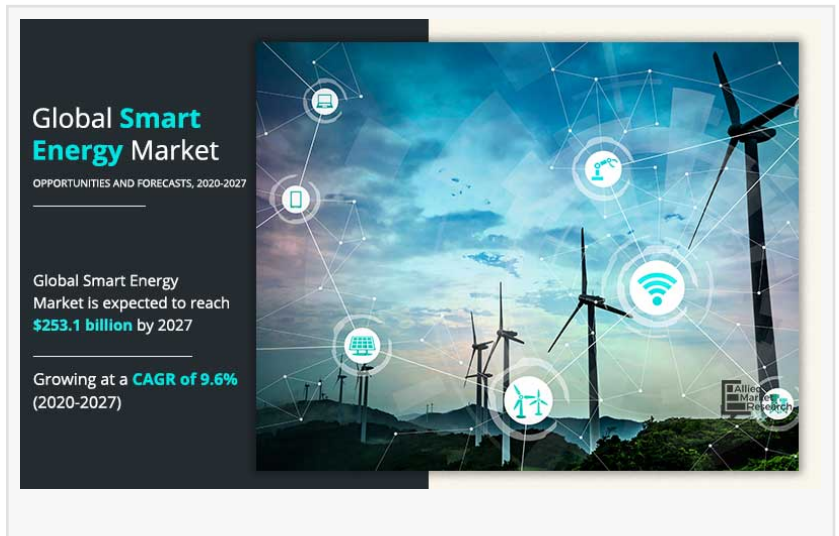 Global Smart
Energy Market
OPPORTUNITIES AND FORECASTS, 2020-2027
Global Smart Energy
Market is expected to reach
$253.1 billion by 2027
Growing at a CAGR of 9.6%
(2020-2027)
Allied
Market
Research